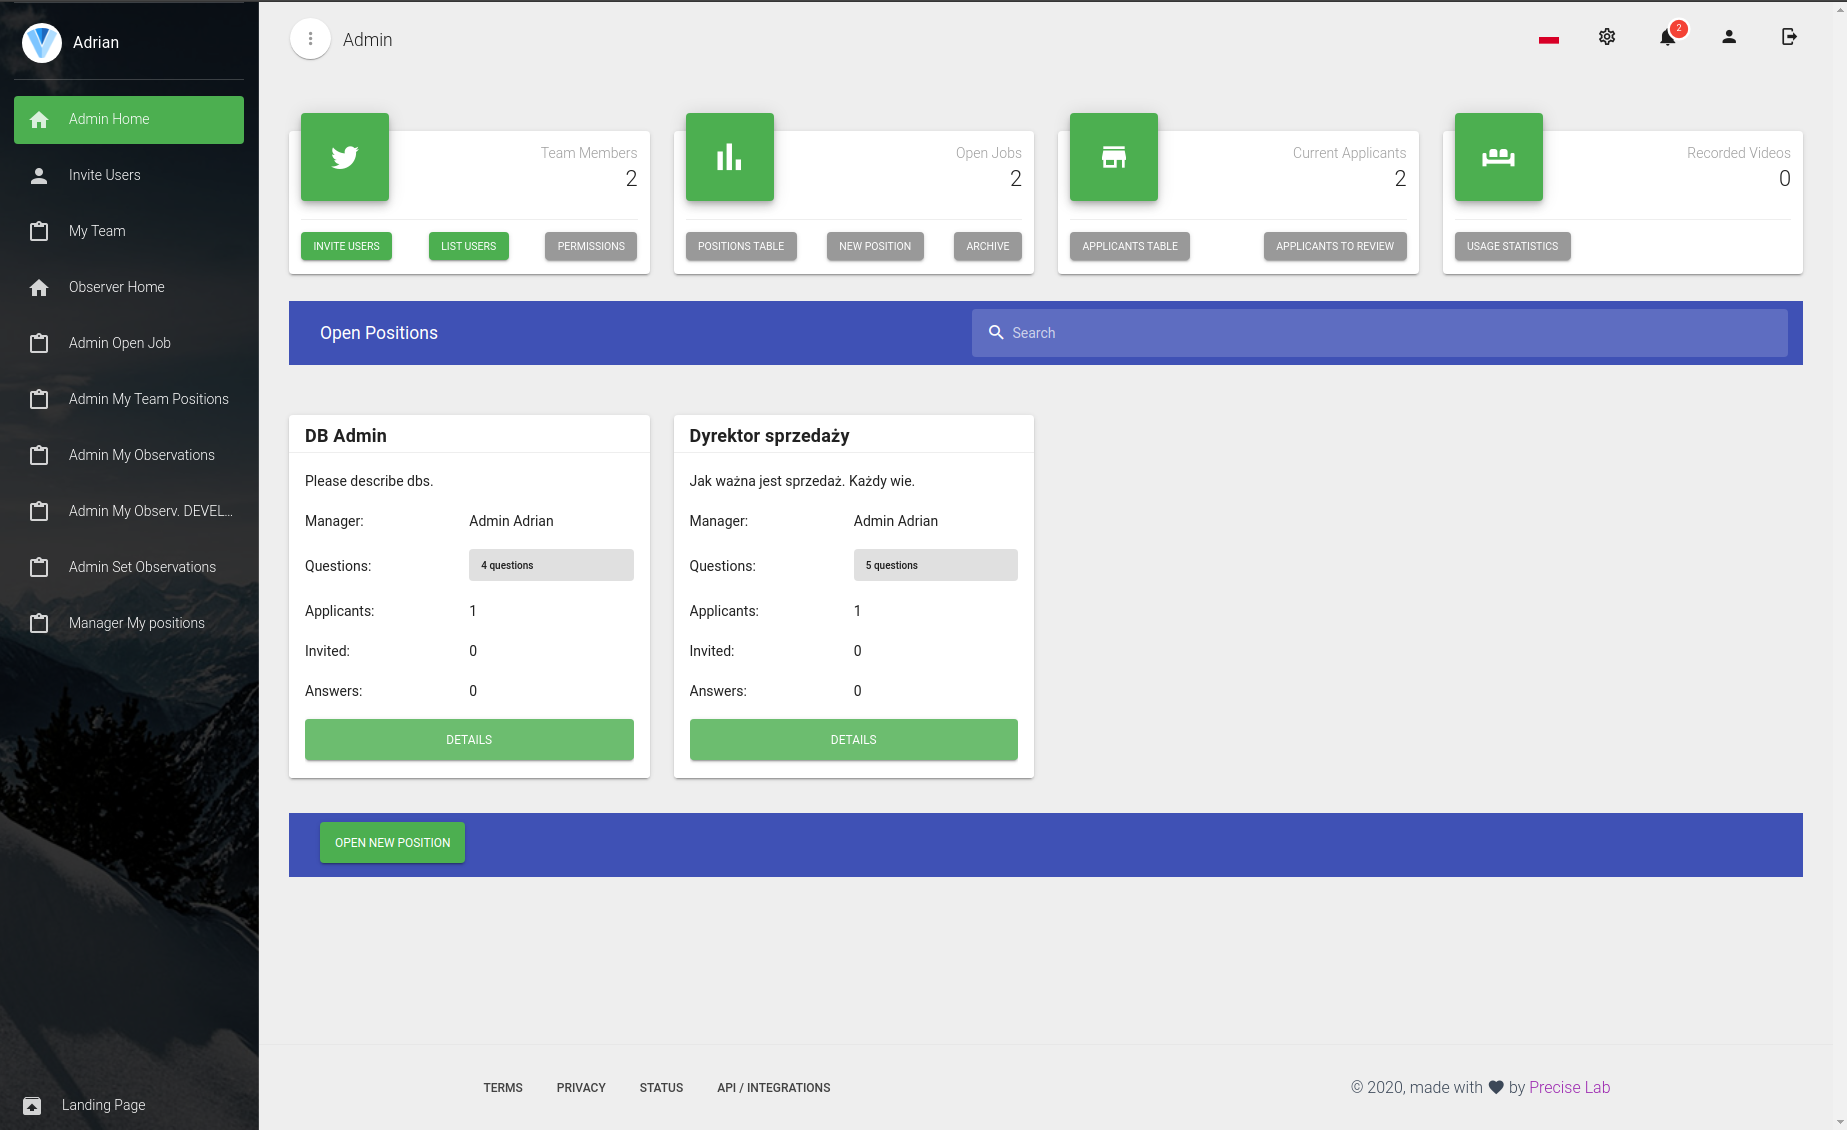 Adrian
Admin Home
Invite Users
My Team
Observer Home
Admin Open Job
Admin My Team Positions
Admin My Observations
Admin My Observ. DEVEL...
Admin Set Observations
Manager My positions
Landing Page
Admin
2
Team Members
2
INVITE USERS LIST USERS PERMISSIONS
Open Jobs
2
POSITIONS TABLE NEW POSITION ARCHIVE
Current Applicants
2
APPLICANTS TABLE APPLICANTS TO REVIEW
Recorded Videos
0
USAGE STATISTICS
Open Positions
Search
DB Admin
Please describe dbs.
Manager: Admin Adrian
Questions: 4 questions
Applicants: 1
Invited: 0
Answers: 0
DETAILS
Dyrektor sprzedaży
Jak ważna jest sprzedaż. Każdy wie.
Manager: Admin Adrian
Questions: 5 questions
Applicants: 1
Invited: 0
Answers: 0
DETAILS
OPEN NEW POSITION
TERMS PRIVACY STATUS API / INTEGRATIONS
© 2020, made with ♥ by Precise Lab